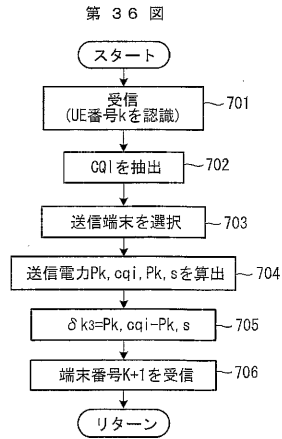 第 36 図
スタート
受信
(UE番号kを認識)
701
CQIを抽出
702
送信端末を選択
703
送信電力Pk,cqi,Pk,sを算出
704
δk3=Pk,cqi-Pk,s
705
端末番号K+1を受信
706
リターン